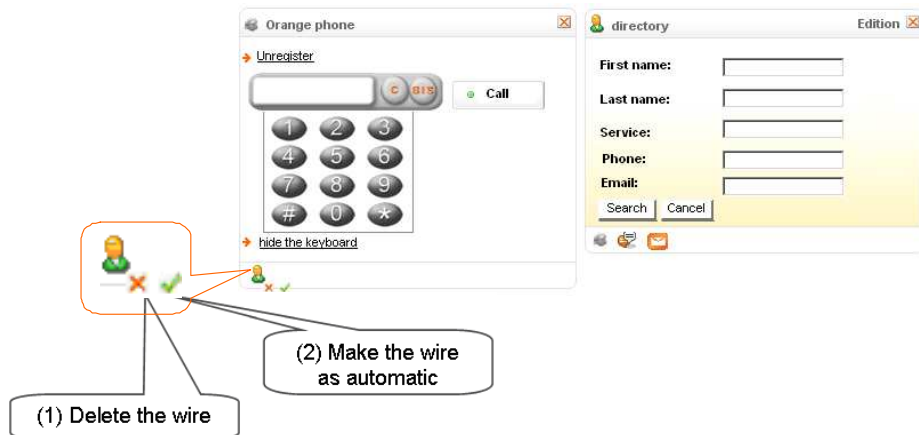 Orange phone
Unregister
C BIS
Call
1 2 3
4 5 6
7 8 9
# 0 *
hide the keyboard
directory Edition
First name:
Last name:
Service:
Phone:
Email:
Search Cancel
(2) Make the wire
as automatic
(1) Delete the wire